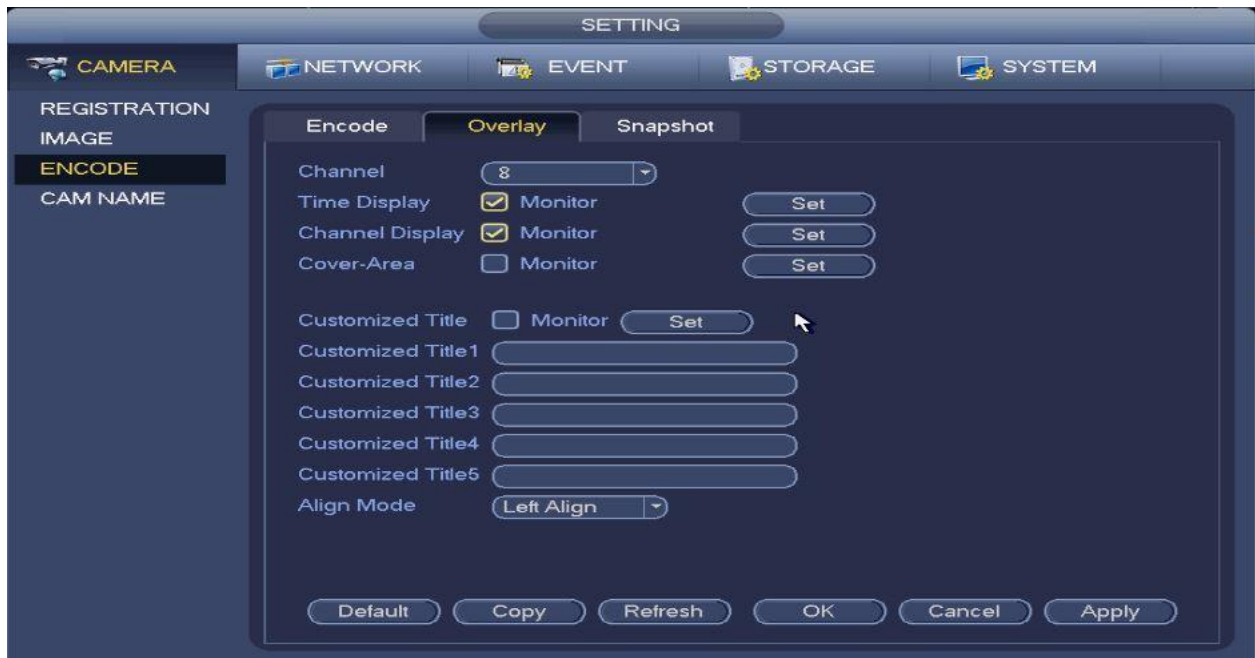 SETTING
CAMERA NETWORK EVENT STORAGE SYSTEM
REGISTRATION
IMAGE
ENCODE
CAM NAME
Encode Overlay Snapshot
Channel 8
Time Display Monitor Set
Channel Display Monitor Set
Cover-Area Monitor Set
Customized Title Monitor Set
Customized Title1
Customized Title2
Customized Title3
Customized Title4
Customized Title5
Align Mode Left Align
Default Copy Refresh OK Cancel Apply